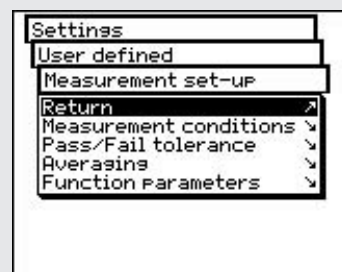 Settings
User defined
Measurement set-up
Return ↗
Measurement conditions ↘
Pass/Fail tolerance ↘
Averaging ↘
Function parameters ↘